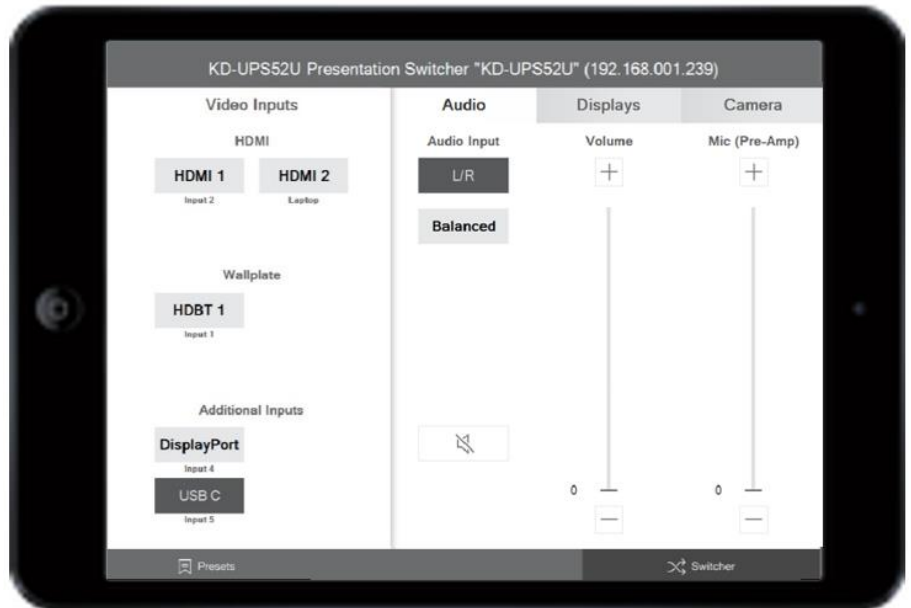 KD-UPS52U Presentation Switcher "KD-UPS52U" (192.168.001.239)
Video Inputs
HDMI
HDMI 1 HDMI 2
Input 2 Laptop
Wallplate
HDBT 1
Input 1
Additional Inputs
DisplayPort
Input 4
USB C
Input 5
Audio Displays Camera
Audio Input Volume Mic (Pre-Amp)
L/R
Balanced
0 0
Presets Switcher